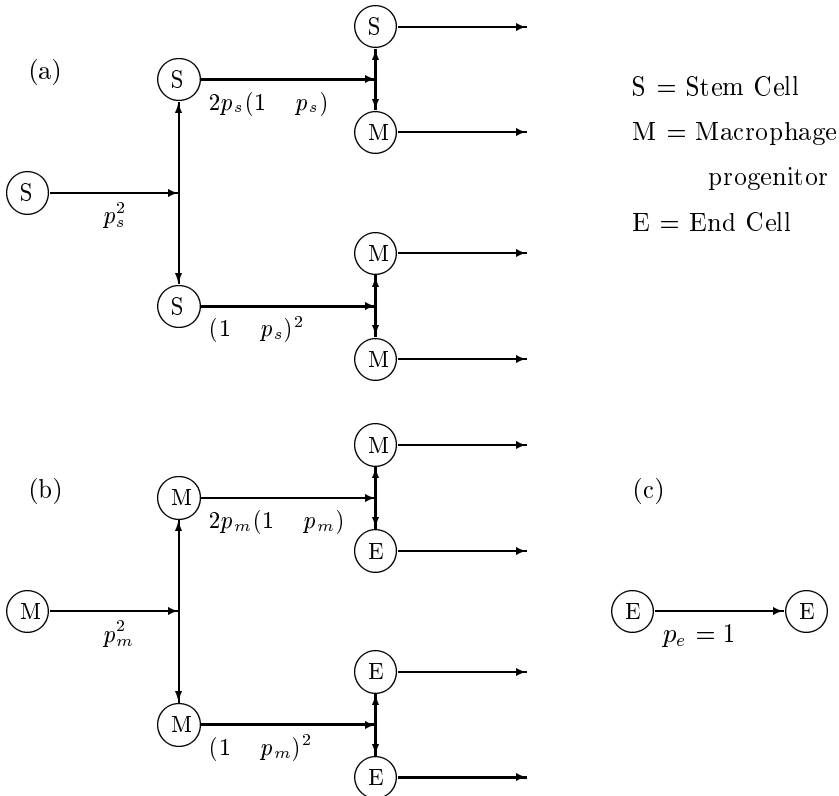 S
(a)
S
S = Stem Cell
2p_s(1    p_s)
M = Macrophage
M
S
progenitor
p_s^2
E = End Cell
M
S
(1    p_s)^2
M
M
(b)
M
(c)
2p_m(1    p_m)
E
M
E
E
p_m^2
p_e = 1
E
M
(1    p_m)^2
E